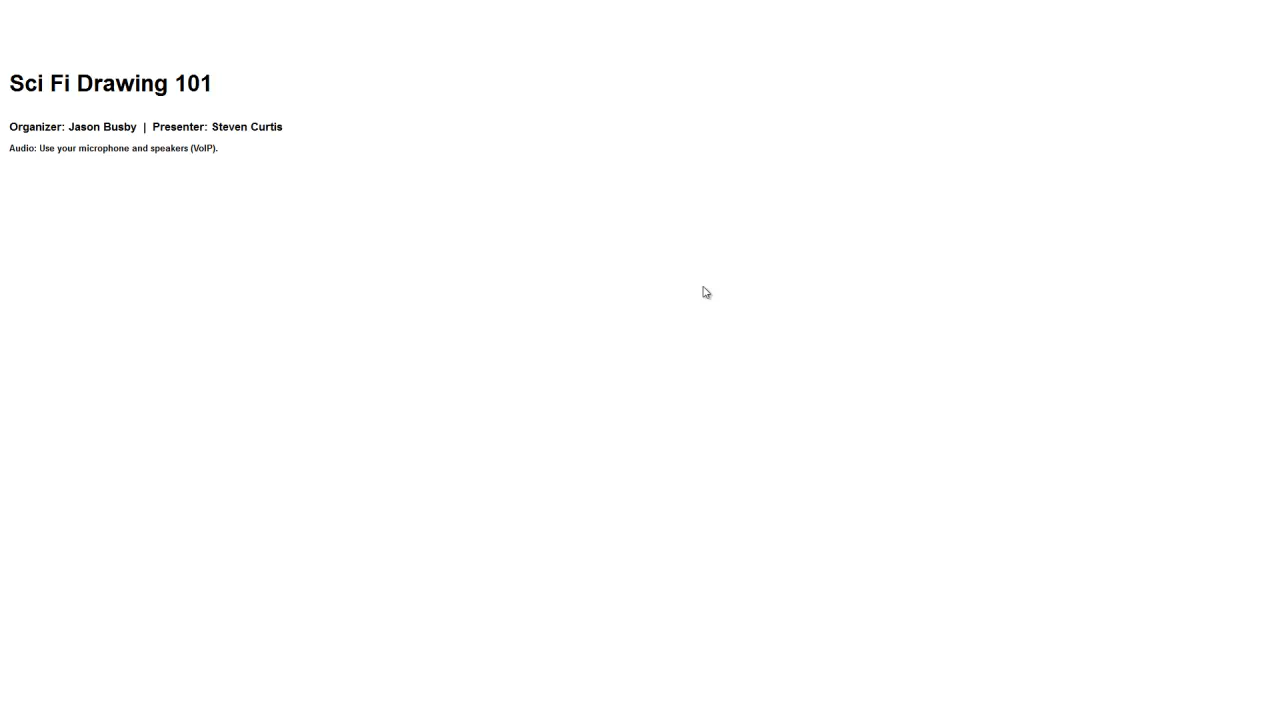 Sci Fi Drawing 101
Organizer: Jason Busby | Presenter: Steven Curtis
Audio: Use your microphone and speakers (VoIP).